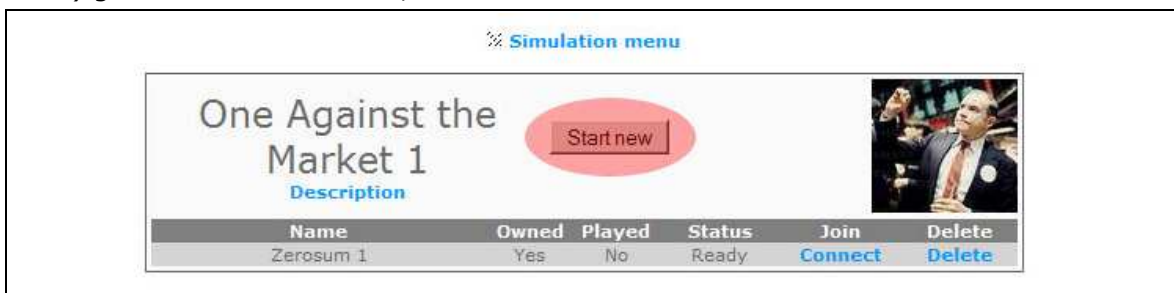 Simulation menu
One Against the
Market 1
Description
Start new
Name Owned Played Status Join Delete
Zerosum 1 Yes No Ready Connect Delete